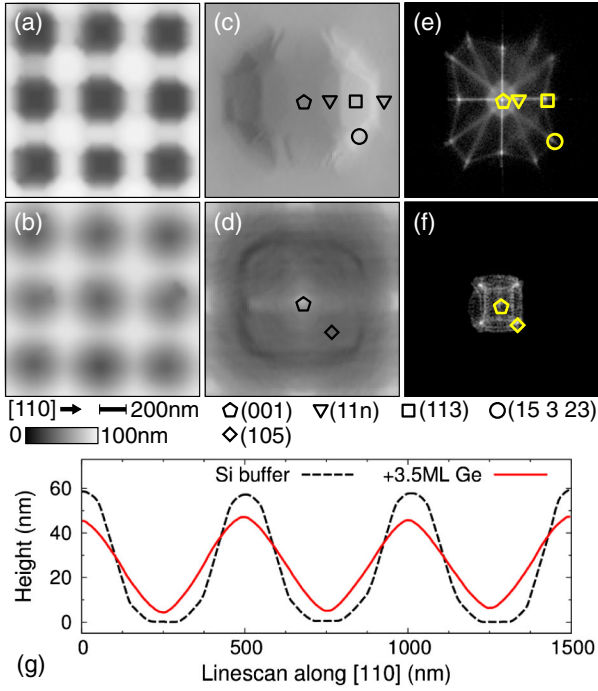 (a) (c) (e)
(b) (d) (f)
[110] 200nm (001) (11n) (113) (15 3 23)
0 100nm (105)
Si buffer +3.5ML Ge
60
40
20
0
Height (nm)
0 500 1000 1500
(g) Linescan along [110] (nm)